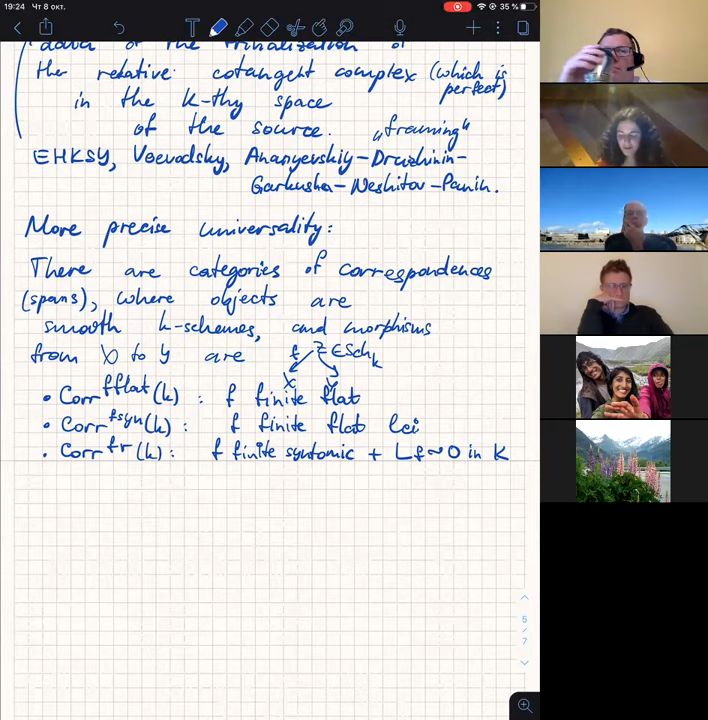 19:24 Чт 8 окт.
35 %
data of the trivialization of
the relative cotangent complex (which is
perfect)
in the K-thy space
of the source. „framing"
EHKSY, Voevodsky, Ananyevskiy-Druzhinin-
Garkusha-Neshitov-Panin.
More precise universality:
There are categories of correspondences
(spans), where objects are
smooth k-schemes, and morphisms
from X to Y are f Z ∈ Sch_k
X Y
• Corr^fflat(k) : f finite flat
• Corr^fsyn(k) : f finite flat lci
• Corr^fr(k) : f finite syntomic + L_f ~ 0 in K
5
/
7